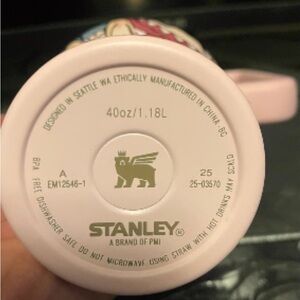 DESIGNED IN SEATTLE WA ETHICALLY MANUFACTURED IN CHINA. BC
40oz/1.18L
A
EM12546-1
25
25-03570
STANLEY®
A BRAND OF PMI
BPA FREE DISHWASHER SAFE DO NOT MICROWAVE. USING STRAW WITH HOT DRINKS MAY SCALD